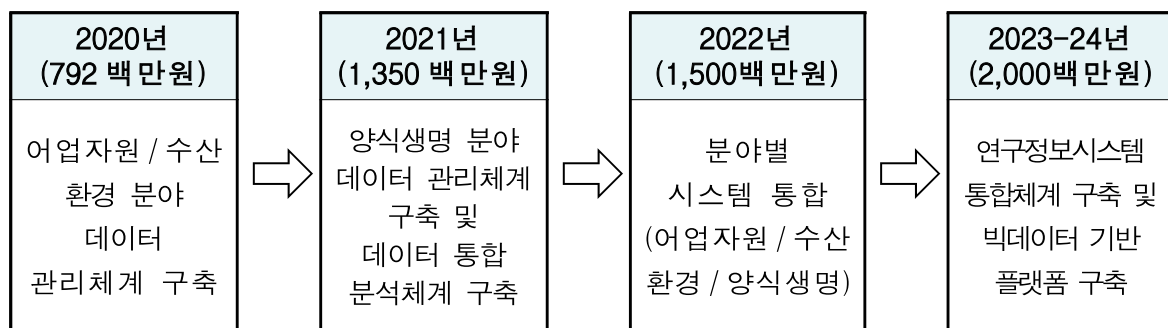 2020년
(792 백만원)
어업자원 / 수산
환경 분야
데이터
관리체계 구축
2021년
(1,350 백만원)
양식생명 분야
데이터 관리체계
구축 및
데이터 통합
분석체계 구축
2022년
(1,500백만원)
분야별
시스템 통합
(어업자원 / 수산
환경 / 양식생명)
2023-24년
(2,000백만원)
연구정보시스템
통합체계 구축 및
빅데이터 기반
플랫폼 구축